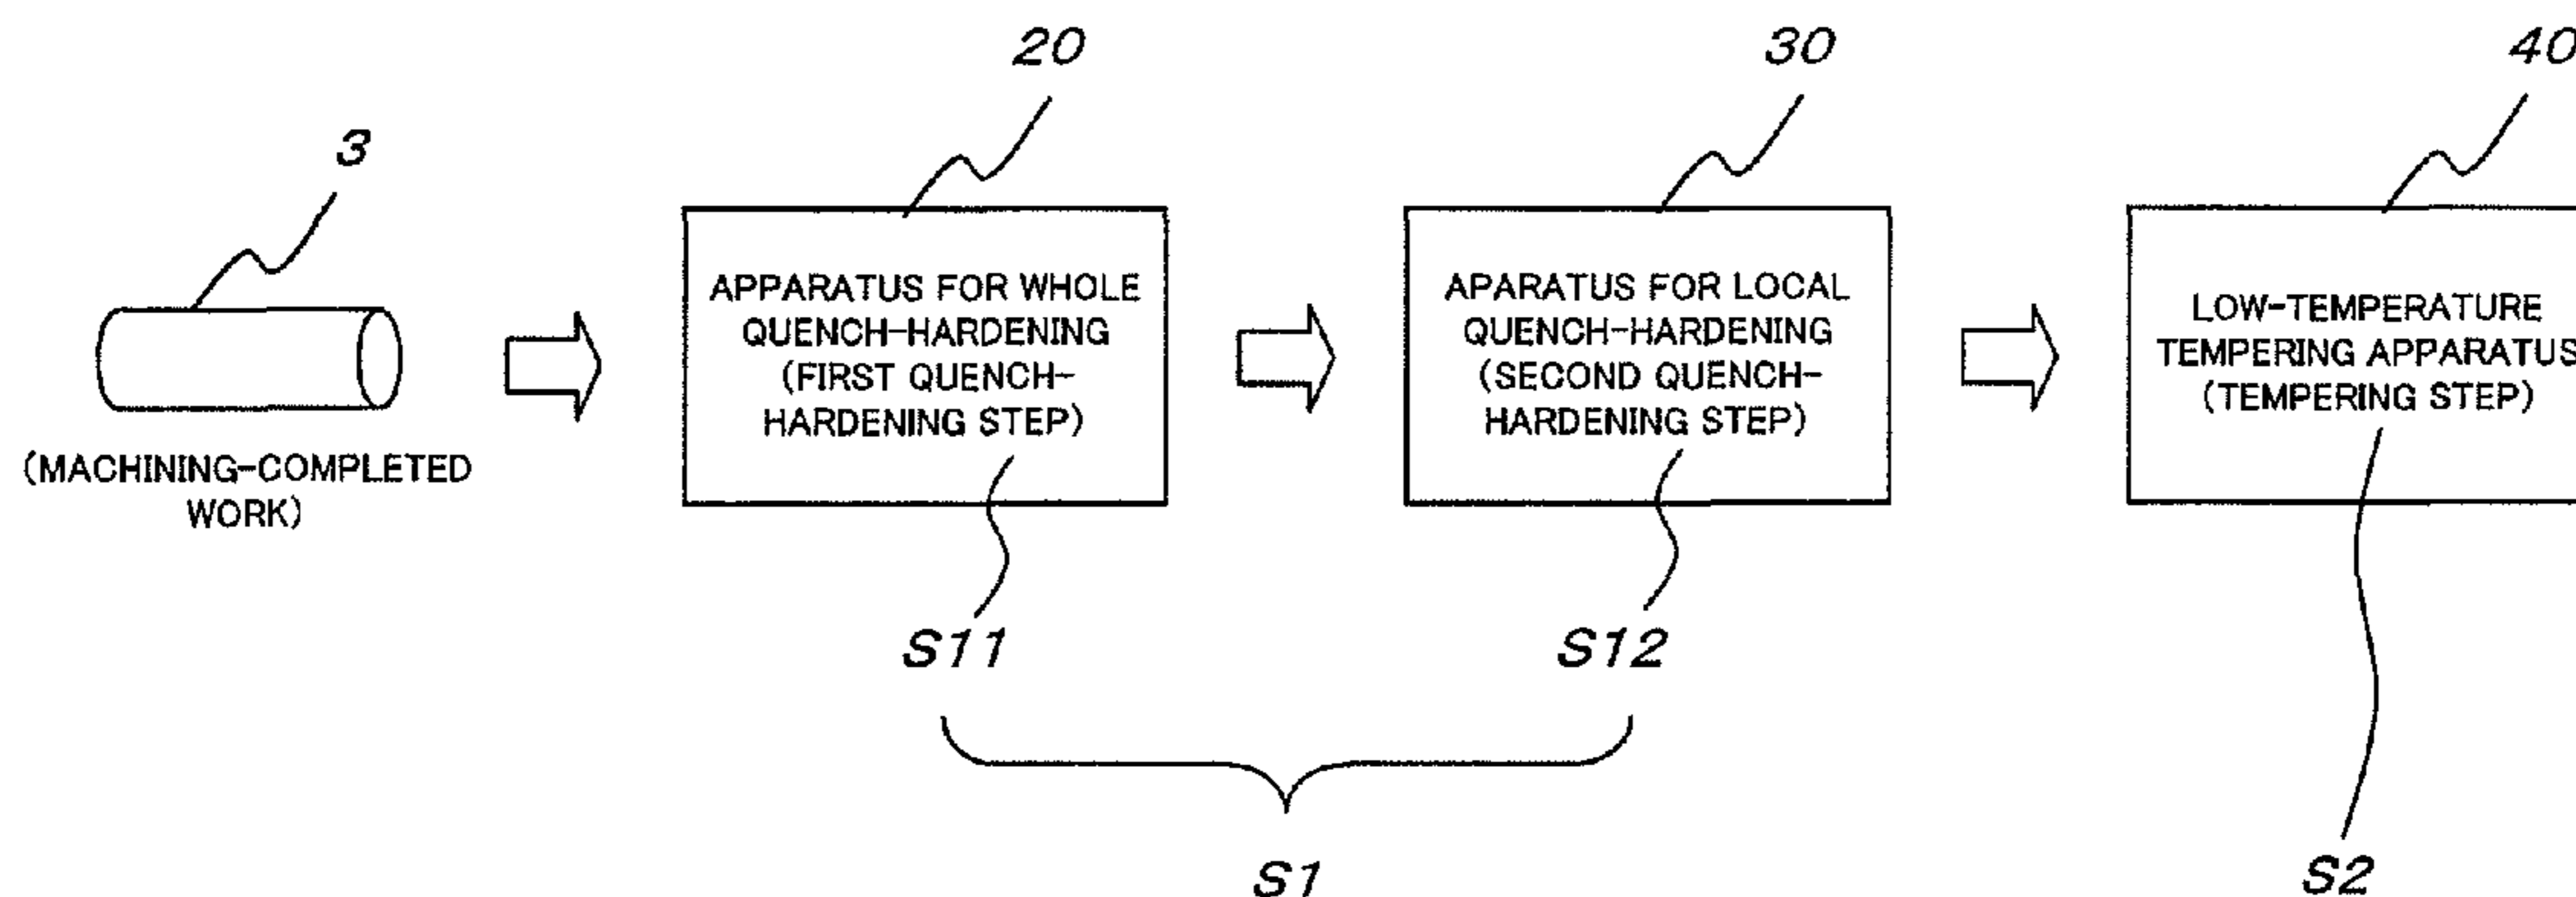 20
30
40
3
APPARATUS FOR WHOLE
QUENCH-HARDENING
(FIRST QUENCH-
HARDENING STEP)
APARATUS FOR LOCAL
QUENCH-HARDENING
(SECOND QUENCH-
HARDENING STEP)
LOW-TEMPERATURE
TEMPERING APPARATUS
(TEMPERING STEP)
(MACHINING-COMPLETED
WORK)
S11
S12
S1
S2